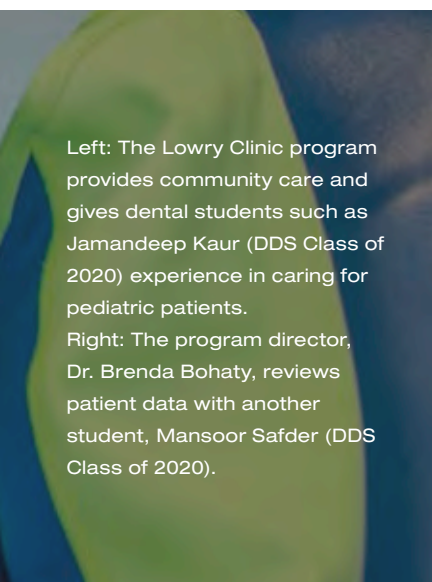 Left: The Lowry Clinic program
provides community care and
gives dental students such as
Jamandeep Kaur (DDS Class of
2020) experience in caring for
pediatric patients.
Right: The program director,
Dr. Brenda Bohaty, reviews
patient data with another
student, Mansoor Safder (DDS
Class of 2020).